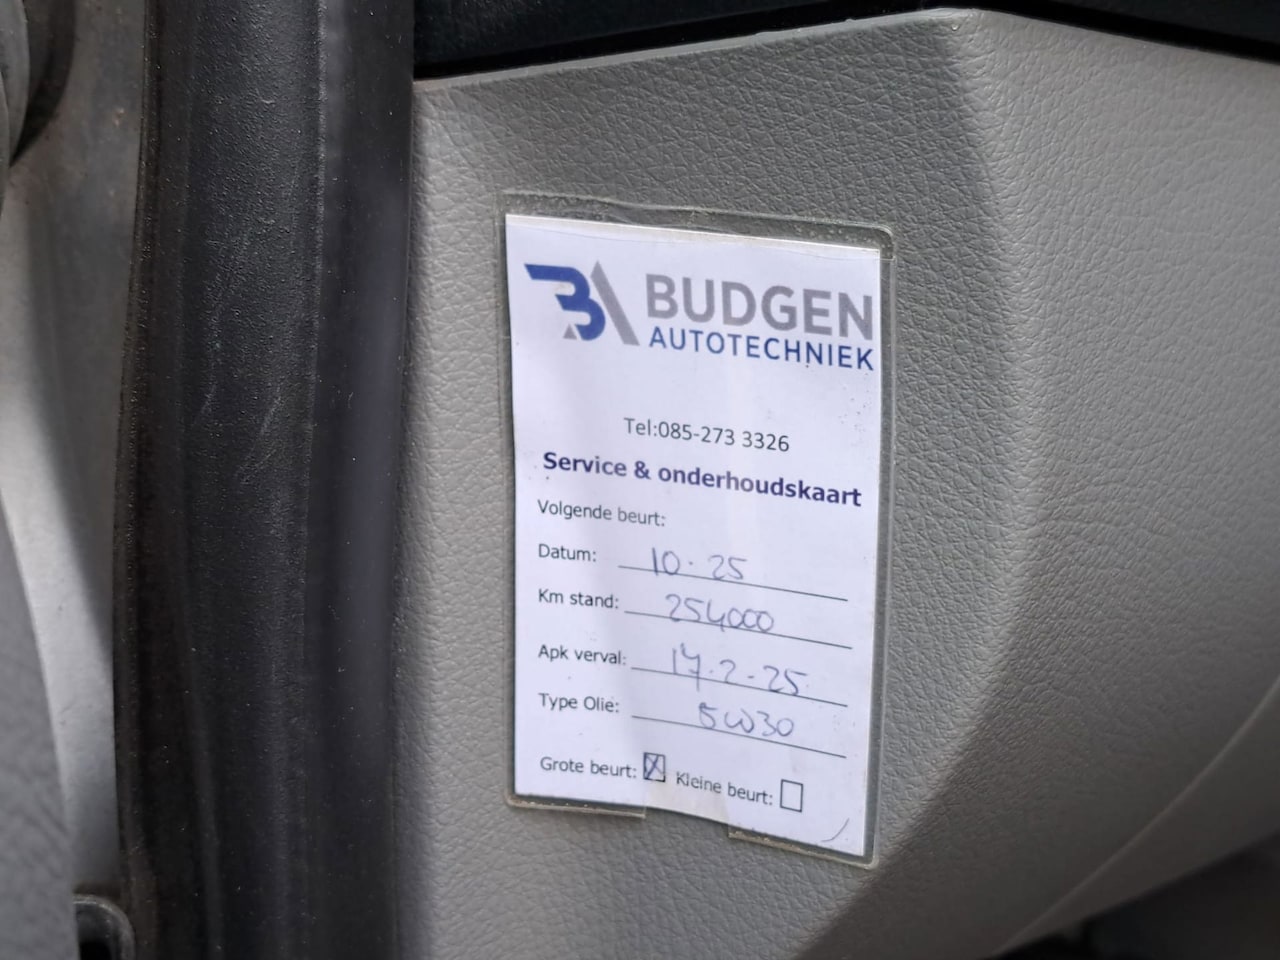 BA BUDGEN
AUTOTECHNIEK
Tel:085-273 3326
Service & onderhoudskaart
Volgende beurt:
Datum: 10-25
Km stand: 254000
Apk verval: 17-2-25
Type Olie: 5W30
Grote beurt: X Kleine beurt: